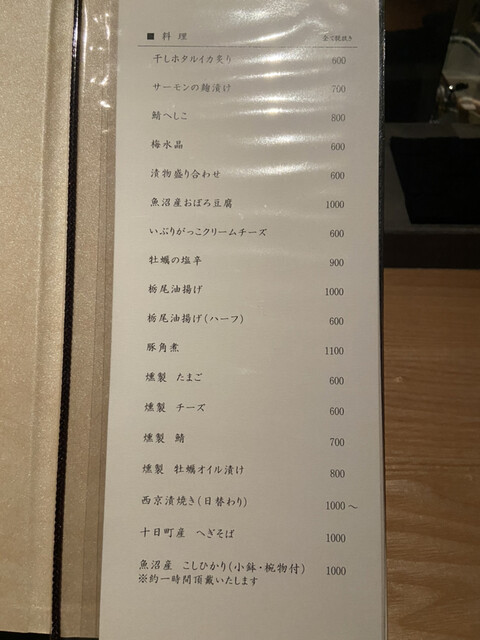 ■ 料理 全て税抜き
干しホタルイカ炙り 600
サーモンの麹漬け 700
鯖へしこ 800
梅水晶 600
漬物盛り合わせ 600
魚沼産おぼろ豆腐 1000
いぶりがっこクリームチーズ 600
牡蠣の塩辛 900
栃尾油揚げ 1000
栃尾油揚げ(ハーフ) 600
豚角煮 1100
燻製 たまご 600
燻製 チーズ 600
燻製 鯖 700
燻製 牡蠣オイル漬け 800
西京漬焼き(日替わり) 1000～
十日町産 へぎそば 1000
魚沼産 こしひかり(小鉢・椀物付) 1000
※約一時間頂戴いたします